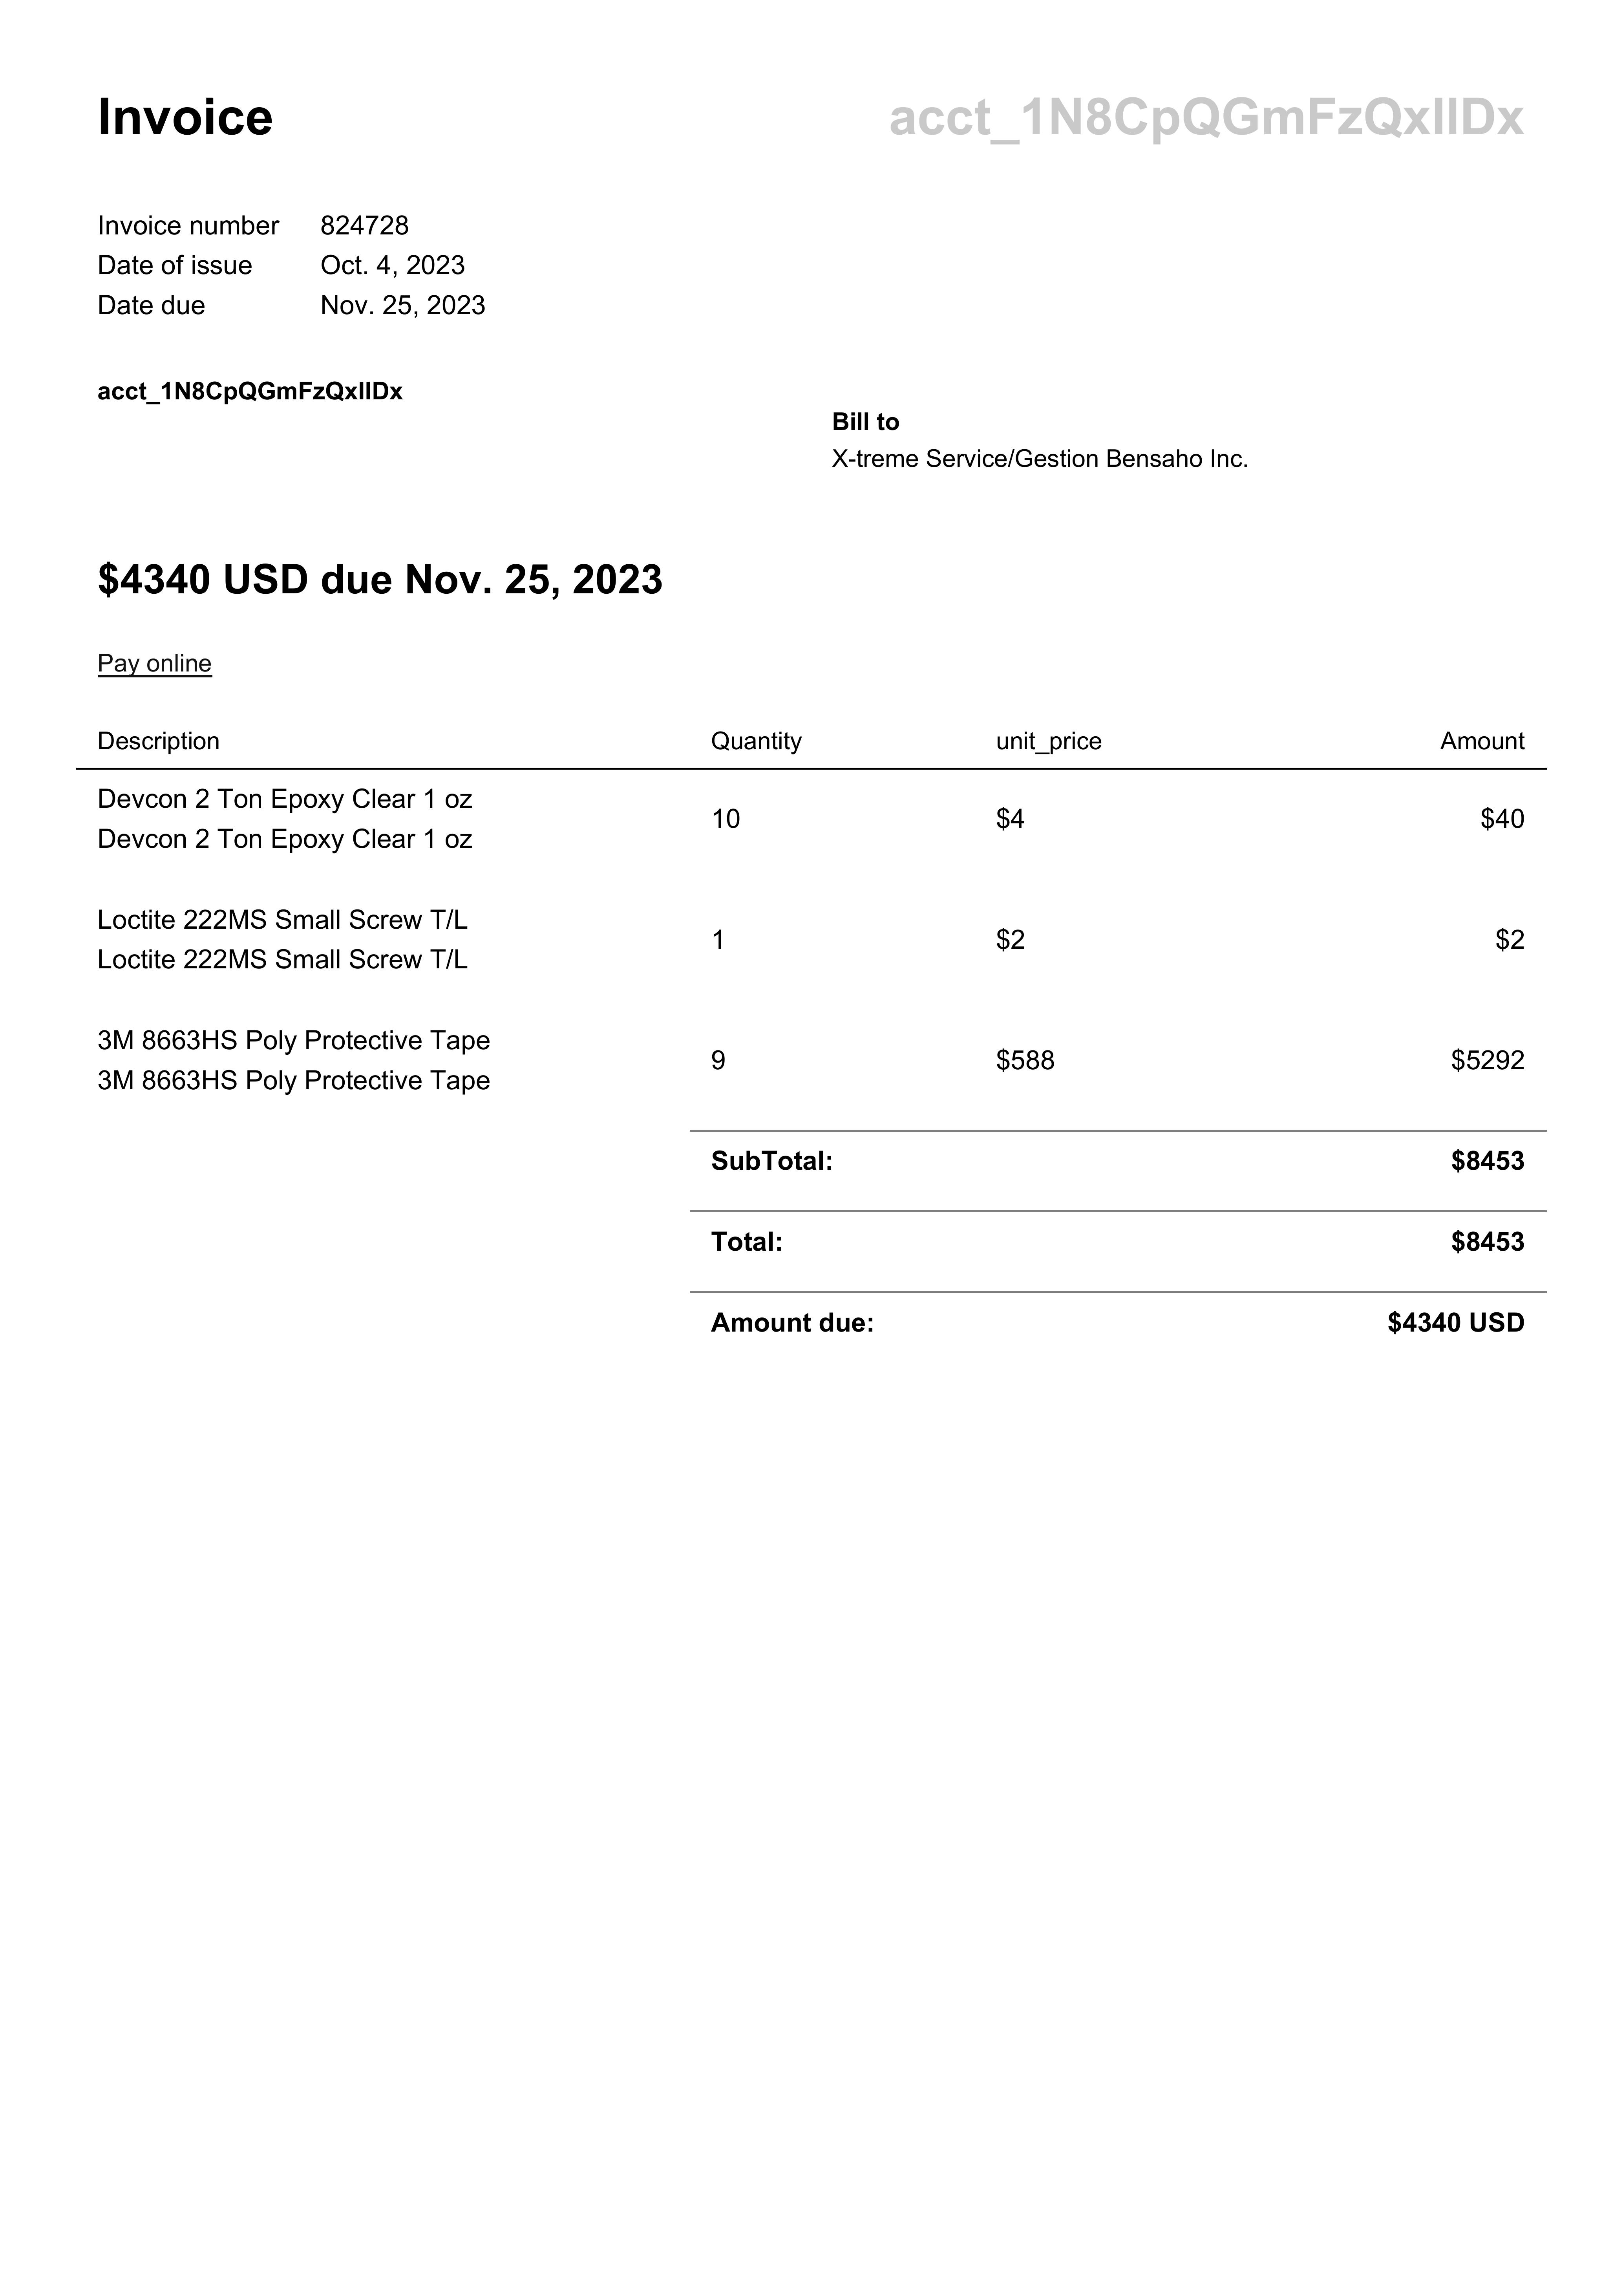 Invoice
acct_1N8CpQGmFzQxllDx
Invoice number 824728
Date of issue Oct. 4, 2023
Date due Nov. 25, 2023
acct_1N8CpQGmFzQxllDx
Bill to
X-treme Service/Gestion Bensaho Inc.
$4340 USD due Nov. 25, 2023
Pay online
Description Quantity unit_price Amount
Devcon 2 Ton Epoxy Clear 1 oz
Devcon 2 Ton Epoxy Clear 1 oz
10 $4 $40
Loctite 222MS Small Screw T/L
Loctite 222MS Small Screw T/L
1 $2 $2
3M 8663HS Poly Protective Tape
3M 8663HS Poly Protective Tape
9 $588 $5292
SubTotal: $8453
Total: $8453
Amount due: $4340 USD